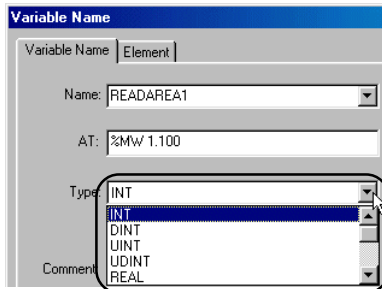 Variable Name
Variable Name Element
Name: READAREA1
AT: %MW 1.100
Type: INT
INT
DINT
UINT
UDINT
Comment: REAL